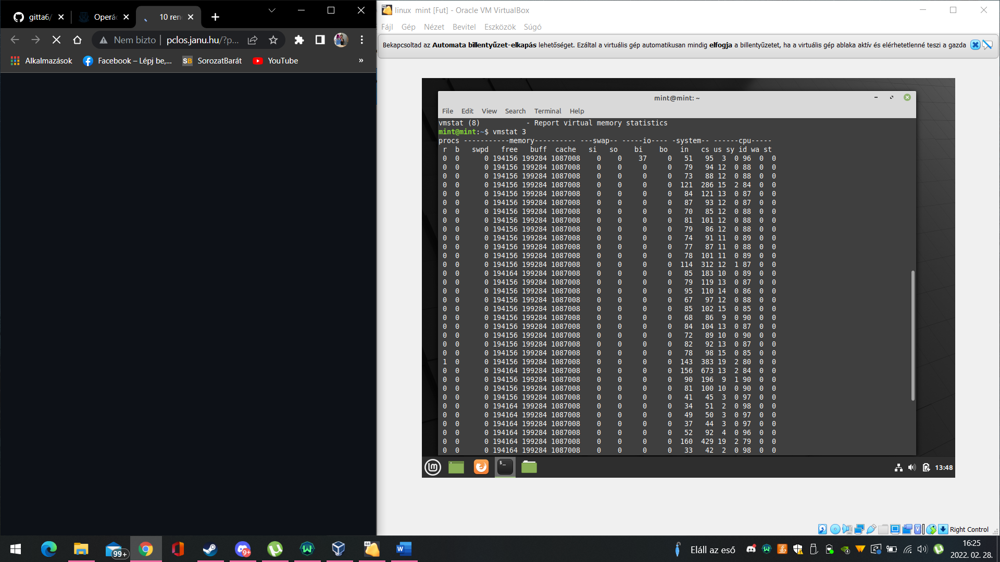 gitta6/
Operác
10 ren
Nem bizto | pclos.janu.hu/?p...
Alkalmazások
Facebook – Lépj be,...
SorozatBarát
YouTube
»
linux mint [Fut] - Oracle VM VirtualBox
Fájl Gép Nézet Bevitel Eszközök Súgó
Bekapcsoltad az Automata billentyűzet-elkapás lehetőséget. Ezáltal a virtuális gép automatikusan mindig elfogja a billentyűzetet, ha a virtuális gép ablaka aktív és elérhetetlenné teszi a gazda
mint@mint: ~
File Edit View Search Terminal Help
vmstat (8) - Report virtual memory statistics
mint@mint:~$ vmstat 3
procs -----------memory---------- ---swap-- -----io---- -system-- ------cpu-----
r b swpd free buff cache si so bi bo in cs us sy id wa st
0 0 0 194156 199284 1087008 0 0 37 0 51 95 3 0 96 0 0
0 0 0 194156 199284 1087008 0 0 0 0 79 94 12 0 88 0 0
0 0 0 194156 199284 1087008 0 0 0 0 73 88 12 0 88 0 0
0 0 0 194156 199284 1087008 0 0 0 0 121 286 15 2 84 0 0
0 0 0 194156 199284 1087008 0 0 0 0 84 121 13 0 87 0 0
0 0 0 194156 199284 1087008 0 0 0 0 87 93 12 0 87 0 0
0 0 0 194156 199284 1087008 0 0 0 0 70 85 12 0 88 0 0
0 0 0 194156 199284 1087008 0 0 0 0 81 101 12 0 88 0 0
0 0 0 194156 199284 1087008 0 0 0 0 79 86 12 0 88 0 0
0 0 0 194156 199284 1087008 0 0 0 0 74 91 11 0 89 0 0
0 0 0 194156 199284 1087008 0 0 0 0 77 87 11 0 88 0 0
0 0 0 194156 199284 1087008 0 0 0 0 78 101 11 0 89 0 0
0 0 0 194156 199284 1087008 0 0 0 0 114 312 12 1 87 0 0
0 0 0 194164 199284 1087008 0 0 0 0 85 183 10 0 89 0 0
0 0 0 194156 199284 1087008 0 0 0 0 79 119 13 0 87 0 0
0 0 0 194156 199284 1087008 0 0 0 0 95 110 14 0 86 0 0
0 0 0 194156 199284 1087008 0 0 0 0 67 97 12 0 88 0 0
0 0 0 194156 199284 1087008 0 0 0 0 85 102 15 0 85 0 0
0 0 0 194156 199284 1087008 0 0 0 0 68 86 9 0 90 0 0
0 0 0 194156 199284 1087008 0 0 0 0 84 104 13 0 87 0 0
0 0 0 194156 199284 1087008 0 0 0 0 72 89 10 0 90 0 0
0 0 0 194156 199284 1087008 0 0 0 0 82 92 13 0 87 0 0
0 0 0 194156 199284 1087008 0 0 0 0 78 98 15 0 85 0 0
1 0 0 194156 199284 1087008 0 0 0 0 143 383 19 2 80 0 0
0 0 0 194164 199284 1087008 0 0 0 0 156 673 13 2 84 0 0
0 0 0 194156 199284 1087008 0 0 0 0 90 196 9 1 90 0 0
0 0 0 194156 199284 1087008 0 0 0 0 81 100 10 0 90 0 0
0 0 0 194156 199284 1087008 0 0 0 0 41 45 3 0 97 0 0
0 0 0 194164 199284 1087008 0 0 0 0 34 51 2 0 98 0 0
0 0 0 194164 199284 1087008 0 0 0 0 49 50 3 0 97 0 0
0 0 0 194164 199284 1087008 0 0 0 0 37 44 3 0 97 0 0
0 0 0 194164 199284 1087008 0 0 0 0 52 92 4 0 96 0 0
0 0 0 194164 199284 1087008 0 0 0 0 160 429 19 2 79 0 0
0 0 0 194164 199284 1087008 0 0 0 0 33 42 2 0 98 0 0
13:48
Right Control
99+
9+
64
Eláll az eső
16:25
2022. 02. 28.